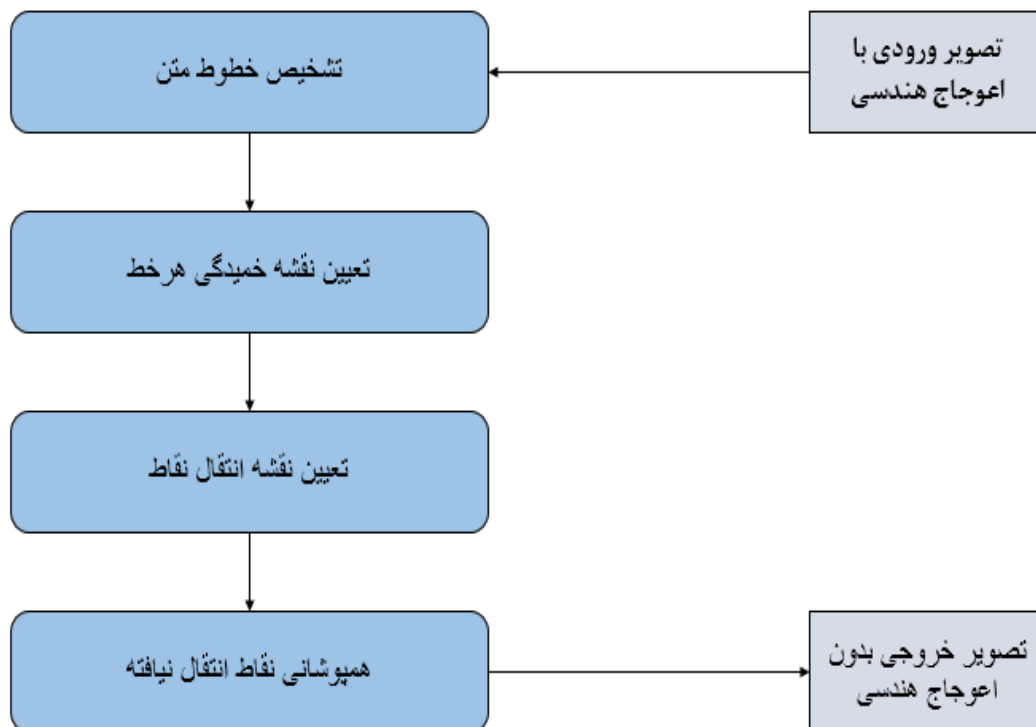 تصویر ورودی با
اعوجاج هندسی
تشخیص خطوط متن
تعیین نقشه خمیدگی هرخط
تعیین نقشه انتقال نقاط
همپوشانی نقاط انتقال نیافته
تصویر خروجی بدون
اعوجاج هندسی